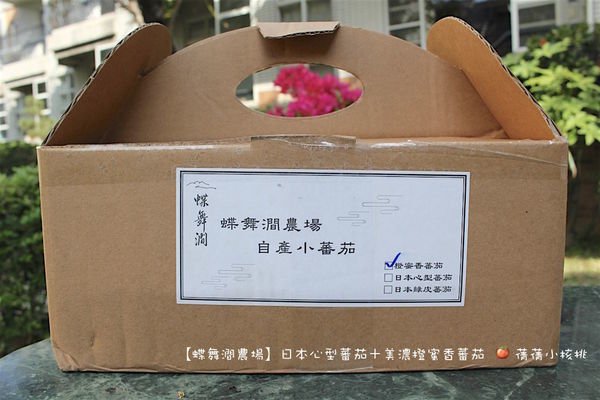 蝶舞澗
蝶舞澗農場
自產小蕃茄
橙蜜香蕃茄
日本心型蕃茄
日本綠皮蕃茄
【蝶舞澗農場】日本心型蕃茄+美濃橙蜜香蕃茄 🍅 蒨蒨小核桃